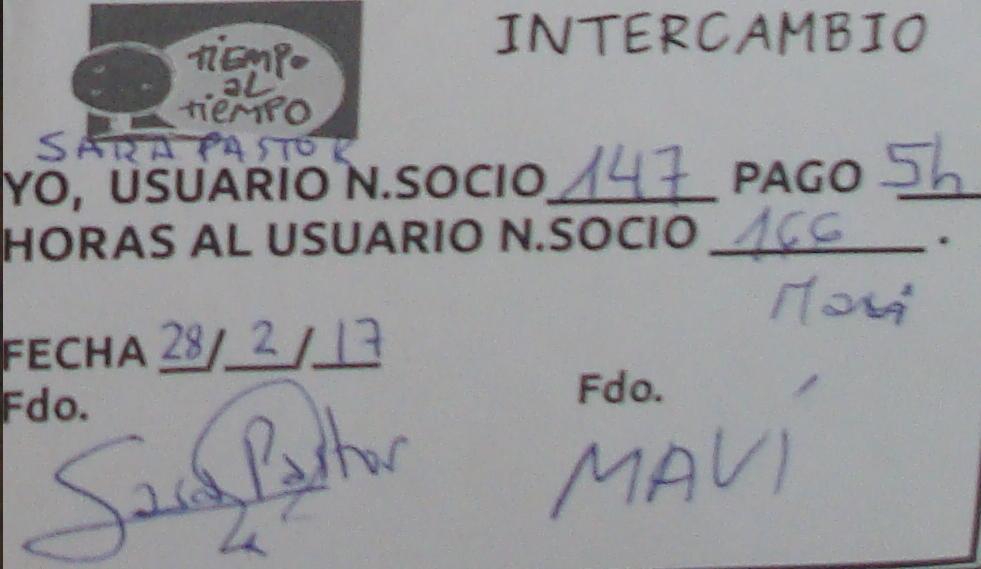 INTERCAMBIO
TIEMPO
AL
TIEMPO
SARA PASTOR
YO, USUARIO N.SOCIO 147 PAGO 5h
HORAS AL USUARIO N.SOCIO 166.
Mavi
FECHA 28/2/17
Fdo. Fdo.
Sara Pastor
MAVÍ